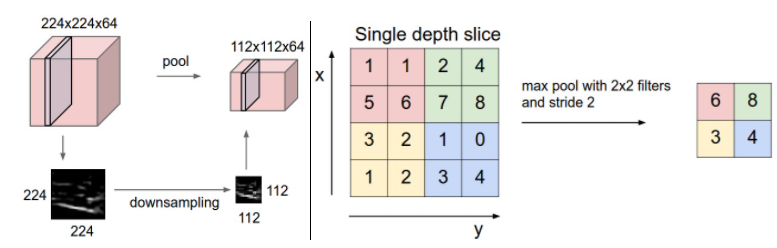 224x224x64
pool
112x112x64
224
downsampling
112
224
112
Single depth slice
x
1 1 2 4
5 6 7 8
3 2 1 0
1 2 3 4
y
max pool with 2x2 filters
and stride 2
6 8
3 4